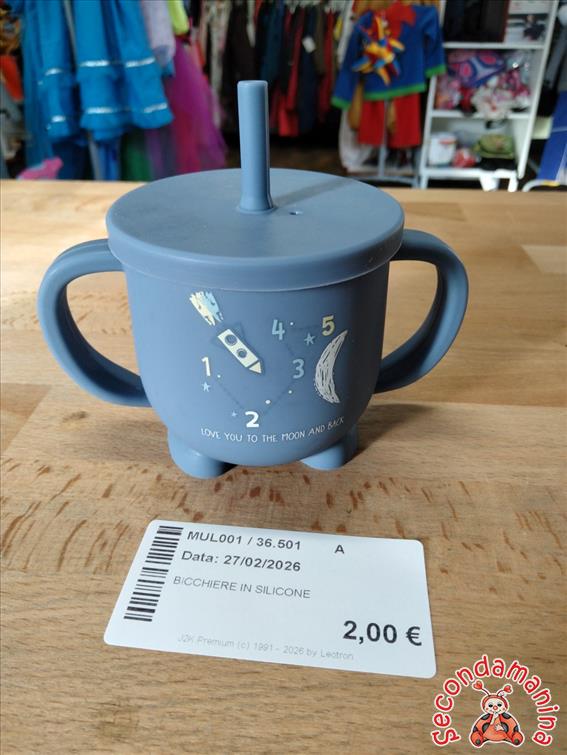 4 5
1 3
2
LOVE YOU TO THE MOON AND BACK
MUL001 / 36.501 A
Data: 27/02/2026
BICCHIERE IN SILICONE
2,00 €
J2K Premium (c) 1991 - 2026 by Lectron
secondamanina